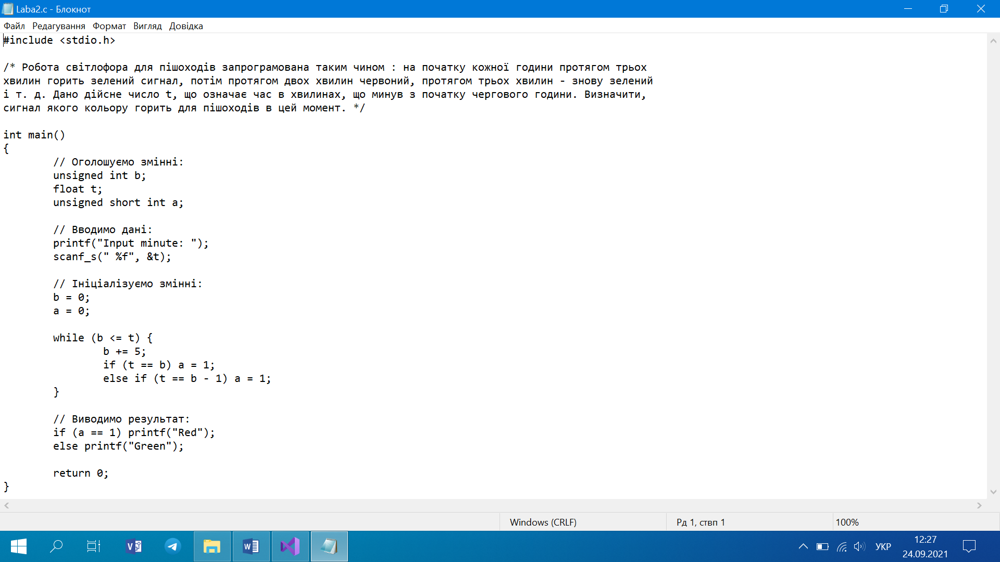 Laba2.c - Блокнот
Файл Редагування Формат Вигляд Довідка
#include <stdio.h>
/* Робота світлофора для пішоходів запрограмована таким чином : на початку кожної години протягом трьох
хвилин горить зелений сигнал, потім протягом двох хвилин червоний, протягом трьох хвилин - знову зелений
і т. д. Дано дійсне число t, що означає час в хвилинах, що минув з початку чергового години. Визначити,
сигнал якого кольору горить для пішоходів в цей момент. */
int main()
{
// Оголошуємо змінні:
unsigned int b;
float t;
unsigned short int a;
// Вводимо дані:
printf("Input minute: ");
scanf_s(" %f", &t);
// Ініціалізуємо змінні:
b = 0;
a = 0;
while (b <= t) {
b += 5;
if (t == b) a = 1;
else if (t == b - 1) a = 1;
}
// Виводимо результат:
if (a == 1) printf("Red");
else printf("Green");
return 0;
}
Windows (CRLF) Рд 1, ствп 1 100%
УКР 12:27
24.09.2021